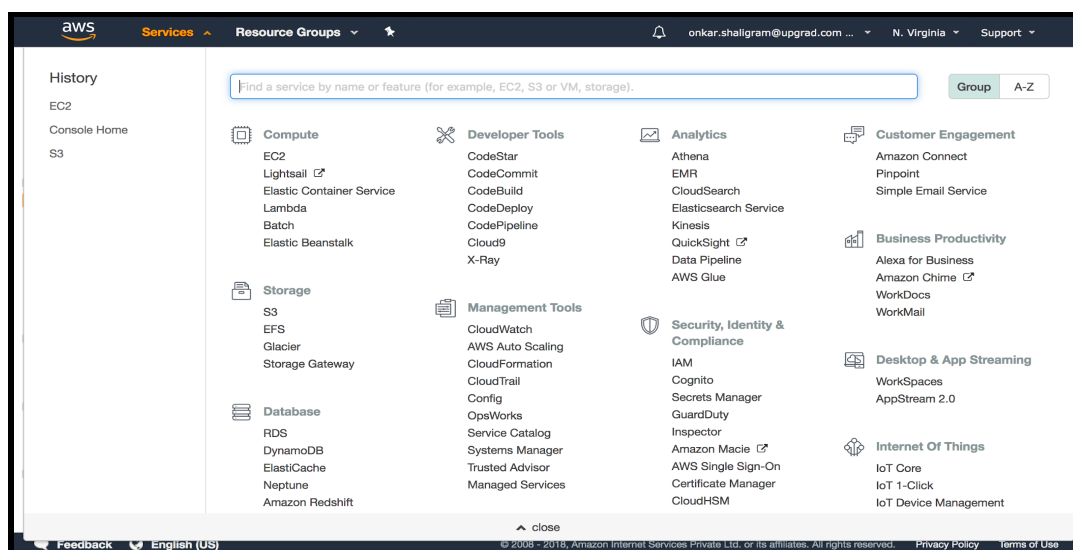 aws
Services
Resource Groups
onkar.shaligram@upgrad.com ...
N. Virginia
Support
History
EC2
Console Home
S3
Find a service by name or feature (for example, EC2, S3 or VM, storage).
Group
A-Z
Compute
EC2
Lightsail
Elastic Container Service
Lambda
Batch
Elastic Beanstalk
Storage
S3
EFS
Glacier
Storage Gateway
Database
RDS
DynamoDB
ElastiCache
Neptune
Amazon Redshift
Developer Tools
CodeStar
CodeCommit
CodeBuild
CodeDeploy
CodePipeline
Cloud9
X-Ray
Management Tools
CloudWatch
AWS Auto Scaling
CloudFormation
CloudTrail
Config
OpsWorks
Service Catalog
Systems Manager
Trusted Advisor
Managed Services
Analytics
Athena
EMR
CloudSearch
Elasticsearch Service
Kinesis
QuickSight
Data Pipeline
AWS Glue
Security, Identity &
Compliance
IAM
Cognito
Secrets Manager
GuardDuty
Inspector
Amazon Macie
AWS Single Sign-On
Certificate Manager
CloudHSM
Customer Engagement
Amazon Connect
Pinpoint
Simple Email Service
Business Productivity
Alexa for Business
Amazon Chime
WorkDocs
WorkMail
Desktop & App Streaming
WorkSpaces
AppStream 2.0
Internet Of Things
IoT Core
IoT 1-Click
IoT Device Management
close
Feedback
English (US)
© 2008 - 2018, Amazon Internet Services Private Ltd. or its affiliates. All rights reserved.
Privacy Policy
Terms of Use